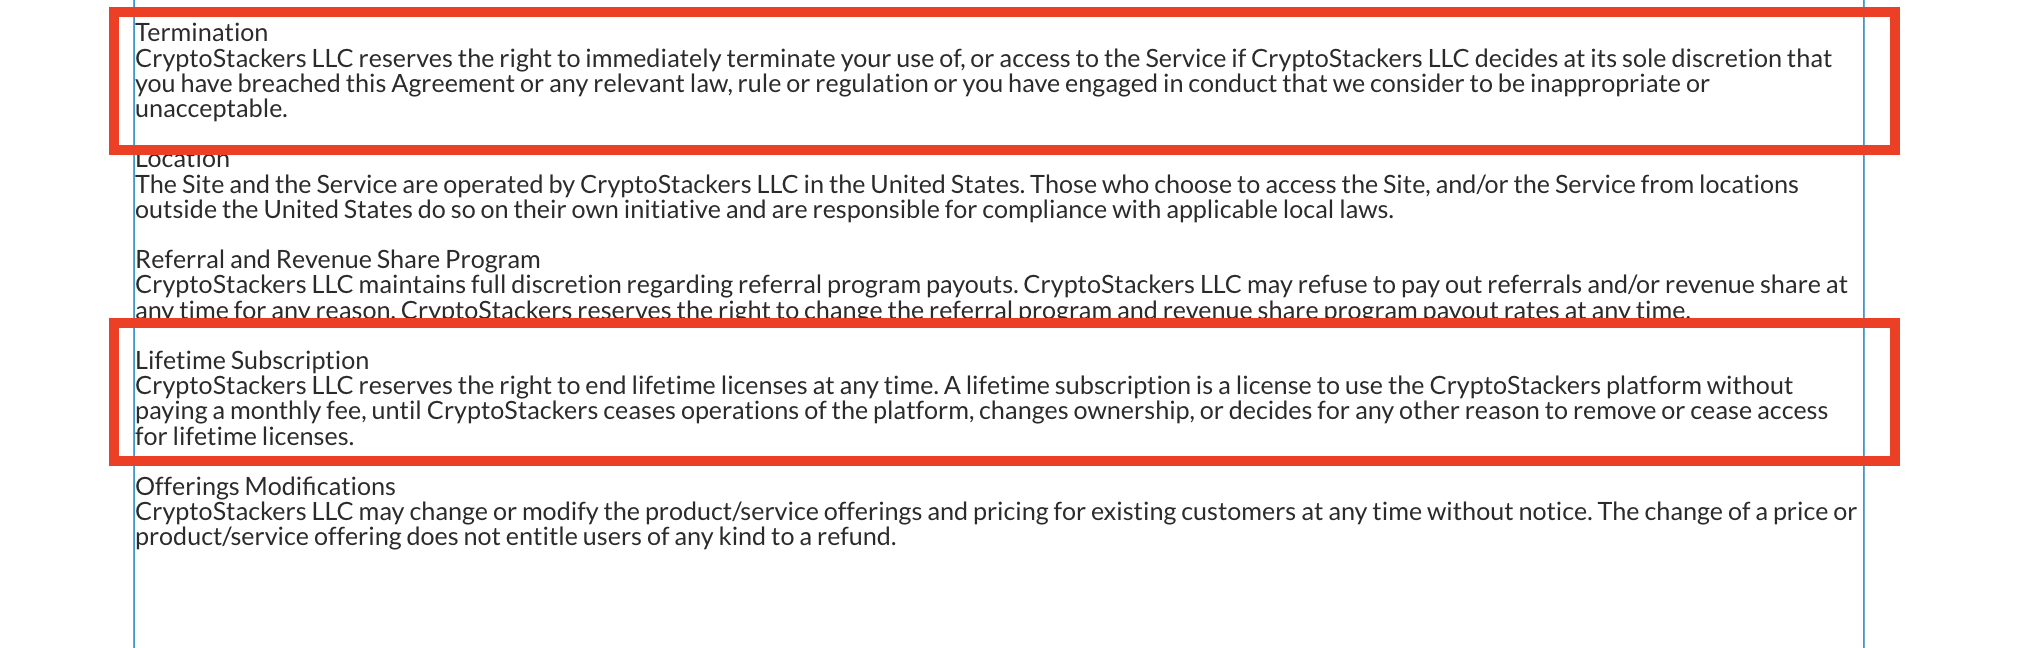 Termination
CryptoStackers LLC reserves the right to immediately terminate your use of, or access to the Service if CryptoStackers LLC decides at its sole discretion that
you have breached this Agreement or any relevant law, rule or regulation or you have engaged in conduct that we consider to be inappropriate or
unacceptable.
Location
The Site and the Service are operated by CryptoStackers LLC in the United States. Those who choose to access the Site, and/or the Service from locations
outside the United States do so on their own initiative and are responsible for compliance with applicable local laws.
Referral and Revenue Share Program
CryptoStackers LLC maintains full discretion regarding referral program payouts. CryptoStackers LLC may refuse to pay out referrals and/or revenue share at
any time for any reason. CryptoStackers reserves the right to change the referral program and revenue share program payout rates at any time.
Lifetime Subscription
CryptoStackers LLC reserves the right to end lifetime licenses at any time. A lifetime subscription is a license to use the CryptoStackers platform without
paying a monthly fee, until CryptoStackers ceases operations of the platform, changes ownership, or decides for any other reason to remove or cease access
for lifetime licenses.
Offerings Modifications
CryptoStackers LLC may change or modify the product/service offerings and pricing for existing customers at any time without notice. The change of a price or
product/service offering does not entitle users of any kind to a refund.